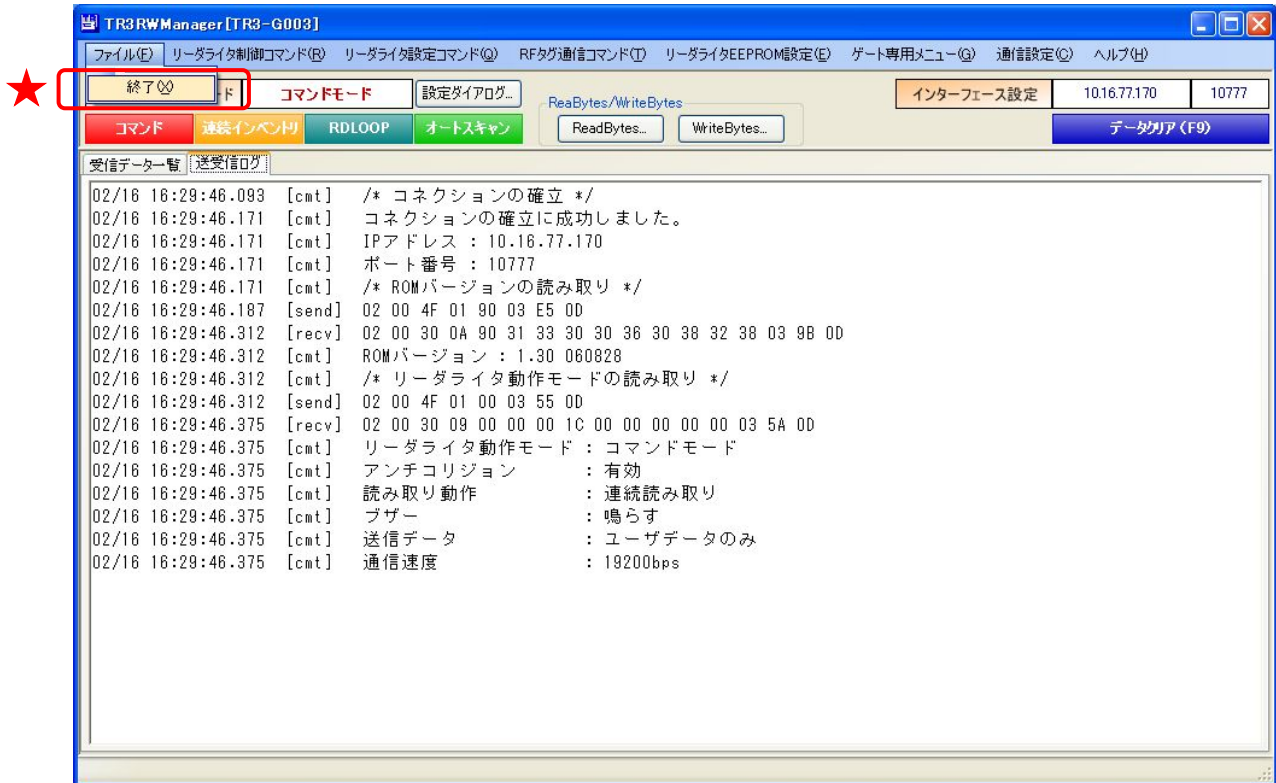 TR3RWManager[TR3-G003]
ファイル(F) リーダライタ制御コマンド(R) リーダライタ設定コマンド(Q) RFタグ通信コマンド(T) リーダライタEEPROM設定(E) ゲート専用メニュー(G) 通信設定(C) ヘルプ(H)
終了(X)
ード コマンドモード 設定ダイアログ... ReaBytes/WriteBytes インターフェース設定 10.16.77.170 10777
コマンド 連続インベントリ RDLOOP オートスキャン ReadBytes... WriteBytes... データクリア(F9)
受信データ一覧 送受信ログ
02/16 16:29:46.093 [cmt] /* コネクションの確立 */
02/16 16:29:46.171 [cmt] コネクションの確立に成功しました。
02/16 16:29:46.171 [cmt] IPアドレス : 10.16.77.170
02/16 16:29:46.171 [cmt] ポート番号 : 10777
02/16 16:29:46.171 [cmt] /* ROMバージョンの読み取り */
02/16 16:29:46.187 [send] 02 00 4F 01 90 03 E5 0D
02/16 16:29:46.312 [recv] 02 00 30 0A 90 31 33 30 30 36 30 38 32 38 03 9B 0D
02/16 16:29:46.312 [cmt] ROMバージョン : 1.30 060828
02/16 16:29:46.312 [cmt] /* リーダライタ動作モードの読み取り */
02/16 16:29:46.312 [send] 02 00 4F 01 00 03 55 0D
02/16 16:29:46.375 [recv] 02 00 30 09 00 00 00 1C 00 00 00 00 00 03 5A 0D
02/16 16:29:46.375 [cmt] リーダライタ動作モード : コマンドモード
02/16 16:29:46.375 [cmt] アンチコリジョン : 有効
02/16 16:29:46.375 [cmt] 読み取り動作 : 連続読み取り
02/16 16:29:46.375 [cmt] ブザー : 鳴らす
02/16 16:29:46.375 [cmt] 送信データ : ユーザデータのみ
02/16 16:29:46.375 [cmt] 通信速度 : 19200bps